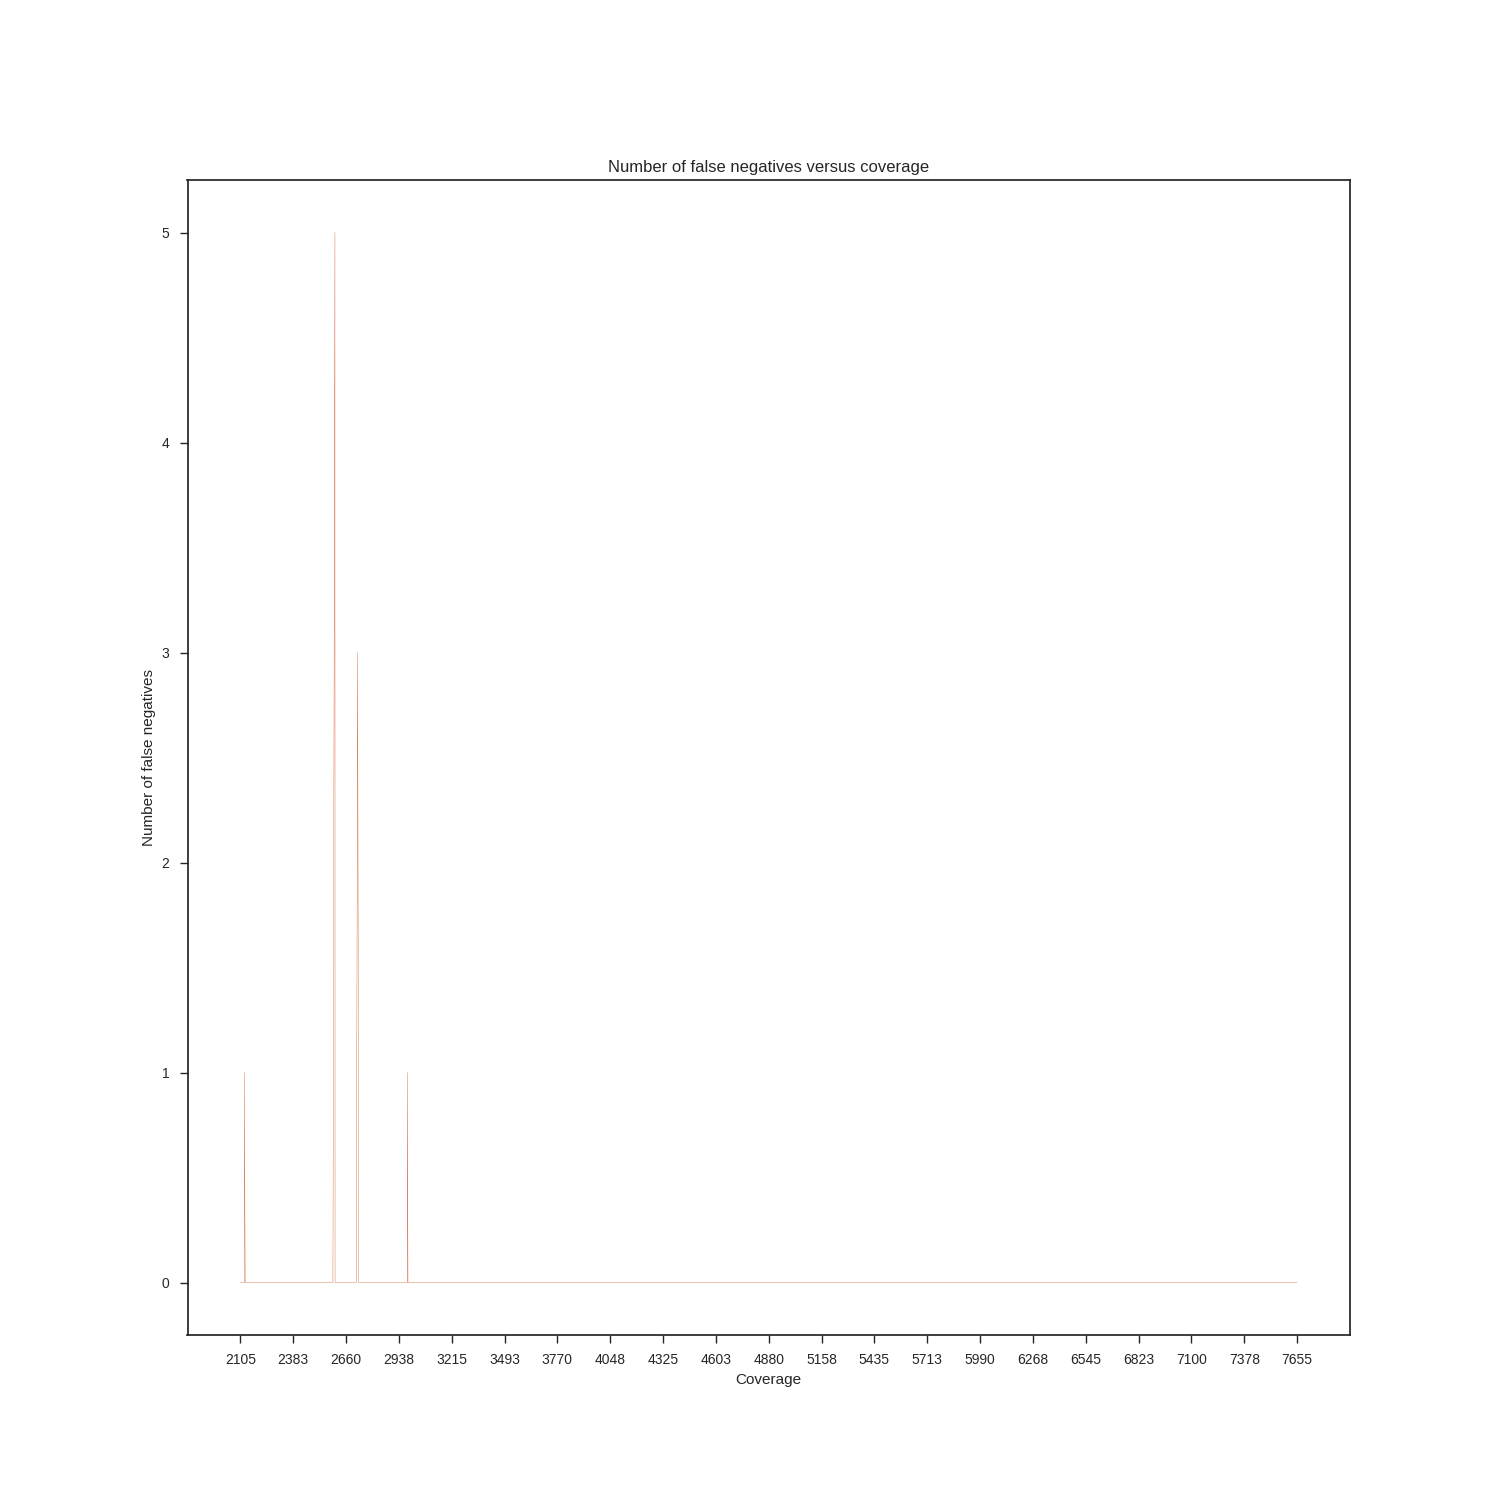 Number of false negatives versus coverage
5
4
3
2
1
0
Number of false negatives
2105 2383 2660 2938 3215 3493 3770 4048 4325 4603 4880 5158 5435 5713 5990 6268 6545 6823 7100 7378 7655
Coverage